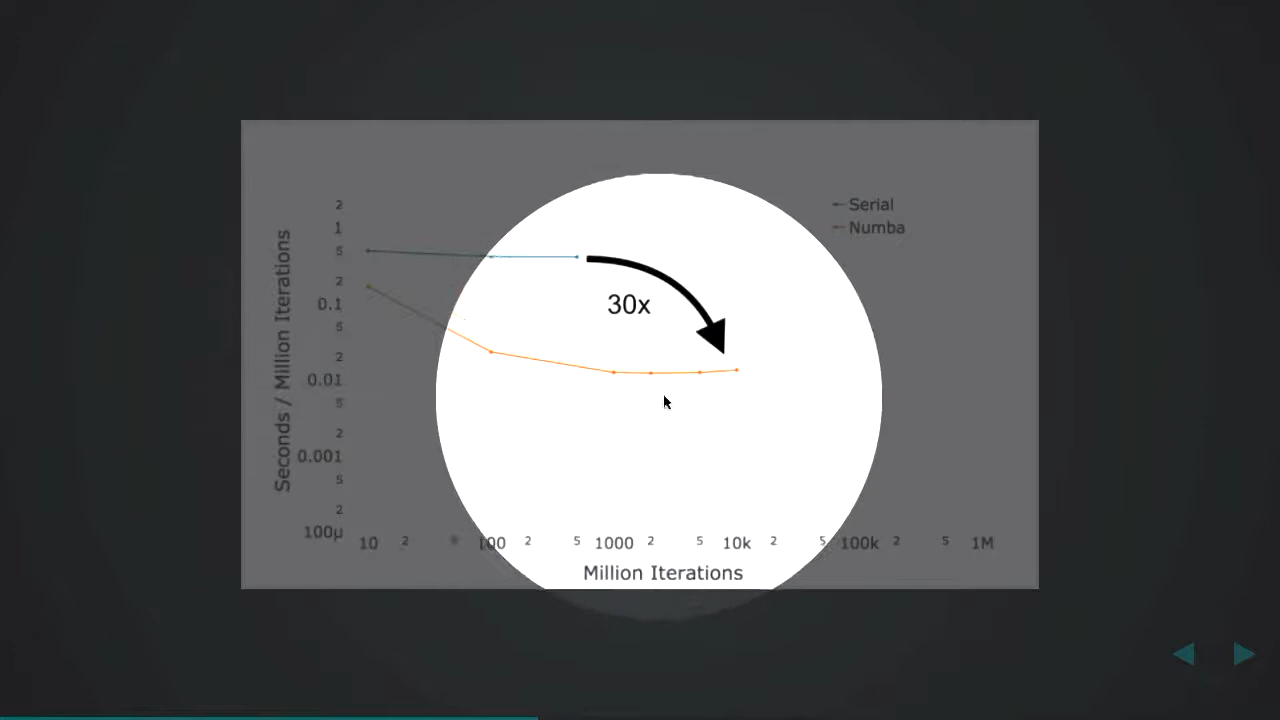 Serial
Numba
30x
Seconds / Million Iterations
2
1
5
2
0.1
5
2
0.01
5
2
0.001
5
2
100μ
10 2 5 100 2 5 1000 2 5 10k 2 5 100k 2 5 1M
Million Iterations